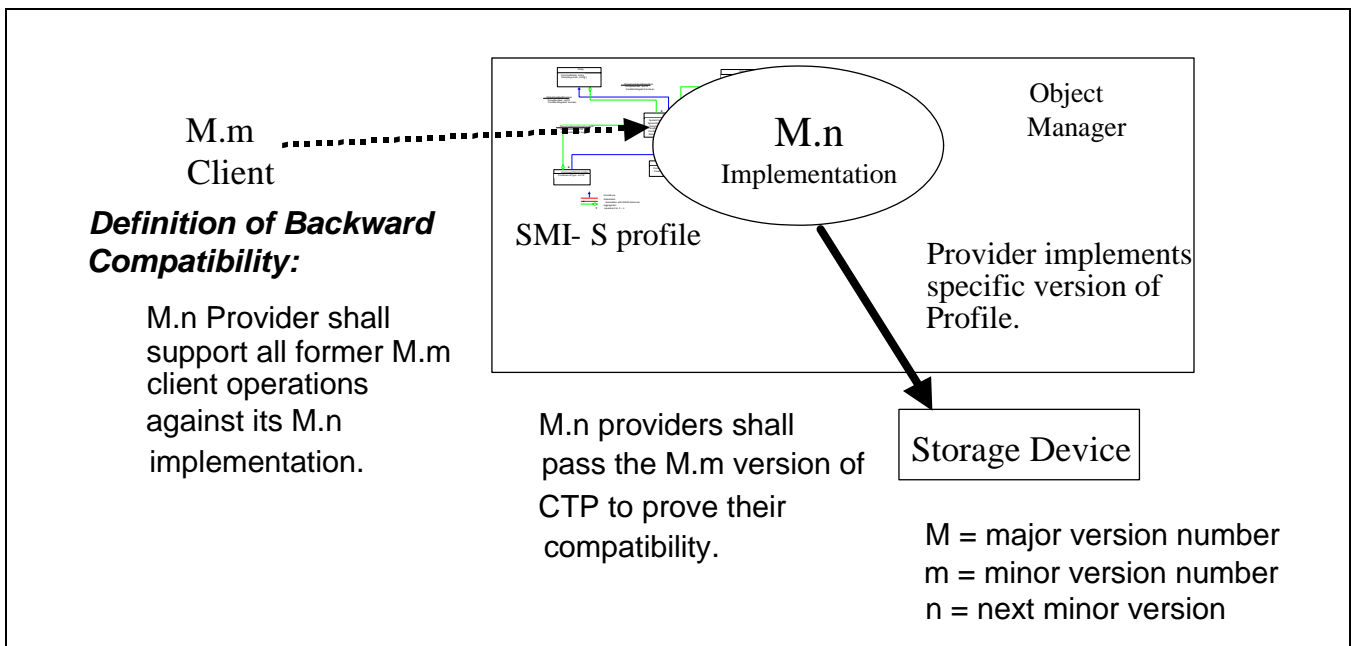 M.m
Client
Definition of Backward
Compatibility:
M.n Provider shall
support all former M.m
client operations
against its M.n
implementation.
M.n
Implementation
Object
Manager
SMI- S profile
Provider implements
specific version of
Profile.
M.n providers shall
pass the M.m version of
CTP to prove their
compatibility.
Storage Device
M = major version number
m = minor version number
n = next minor version